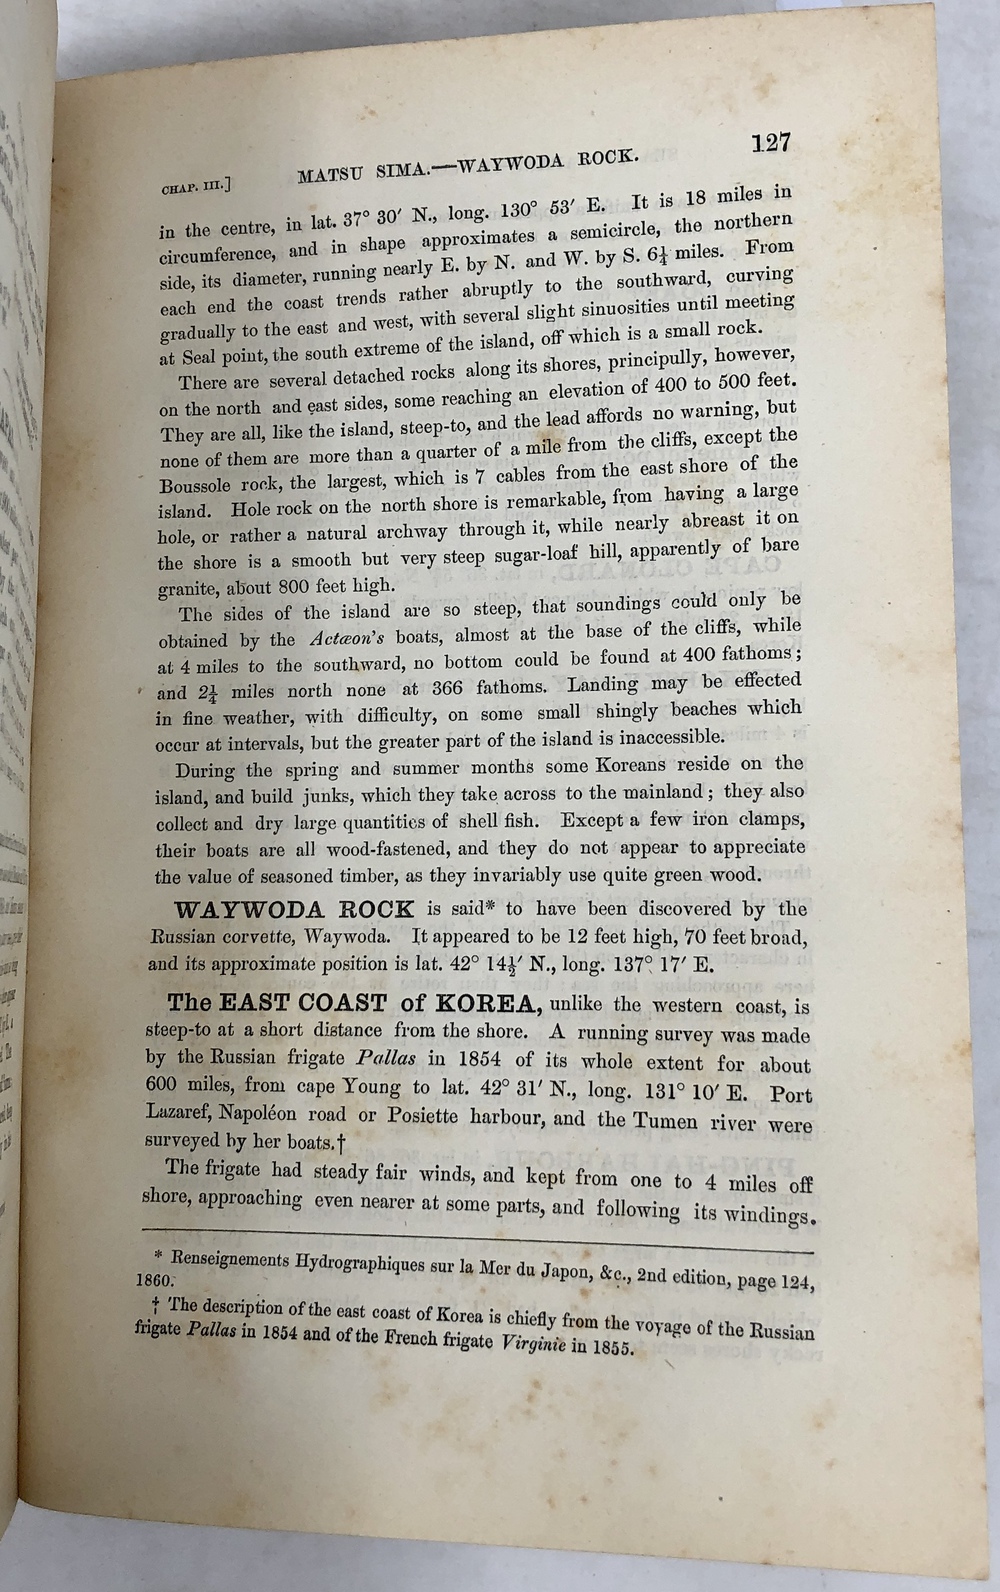 CHAP. III.] MATSU SIMA.—WAYWODA ROCK. 127
in the centre, in lat. 37° 30′ N., long. 130° 53′ E. It is 18 miles in
circumference, and in shape approximates a semicircle, the northern
side, its diameter, running nearly E. by N. and W. by S. 6¼ miles. From
each end the coast trends rather abruptly to the southward, curving
gradually to the east and west, with several slight sinuosities until meeting
at Seal point, the south extreme of the island, off which is a small rock.
There are several detached rocks along its shores, principully, however,
on the north and east sides, some reaching an elevation of 400 to 500 feet.
They are all, like the island, steep-to, and the lead affords no warning, but
none of them are more than a quarter of a mile from the cliffs, except the
Boussole rock, the largest, which is 7 cables from the east shore of the
island. Hole rock on the north shore is remarkable, from having a large
hole, or rather a natural archway through it, while nearly abreast it on
the shore is a smooth but very steep sugar-loaf hill, apparently of bare
granite, about 800 feet high.
The sides of the island are so steep, that soundings could only be
obtained by the Actæon's boats, almost at the base of the cliffs, while
at 4 miles to the southward, no bottom could be found at 400 fathoms;
and 2¼ miles north none at 366 fathoms. Landing may be effected
in fine weather, with difficulty, on some small shingly beaches which
occur at intervals, but the greater part of the island is inaccessible.
During the spring and summer months some Koreans reside on the
island, and build junks, which they take across to the mainland; they also
collect and dry large quantities of shell fish. Except a few iron clamps,
their boats are all wood-fastened, and they do not appear to appreciate
the value of seasoned timber, as they invariably use quite green wood.
WAYWODA ROCK is said* to have been discovered by the
Russian corvette, Waywoda. It appeared to be 12 feet high, 70 feet broad,
and its approximate position is lat. 42° 14½′ N., long. 137° 17′ E.
The EAST COAST of KOREA, unlike the western coast, is
steep-to at a short distance from the shore. A running survey was made
by the Russian frigate Pallas in 1854 of its whole extent for about
600 miles, from cape Young to lat. 42° 31′ N., long. 131° 10′ E. Port
Lazaref, Napoléon road or Posiette harbour, and the Tumen river were
surveyed by her boats.†
The frigate had steady fair winds, and kept from one to 4 miles off
shore, approaching even nearer at some parts, and following its windings.
* Renseignements Hydrographiques sur la Mer du Japon, &c., 2nd edition, page 124,
1860.
† The description of the east coast of Korea is chiefly from the voyage of the Russian
frigate Pallas in 1854 and of the French frigate Virginie in 1855.